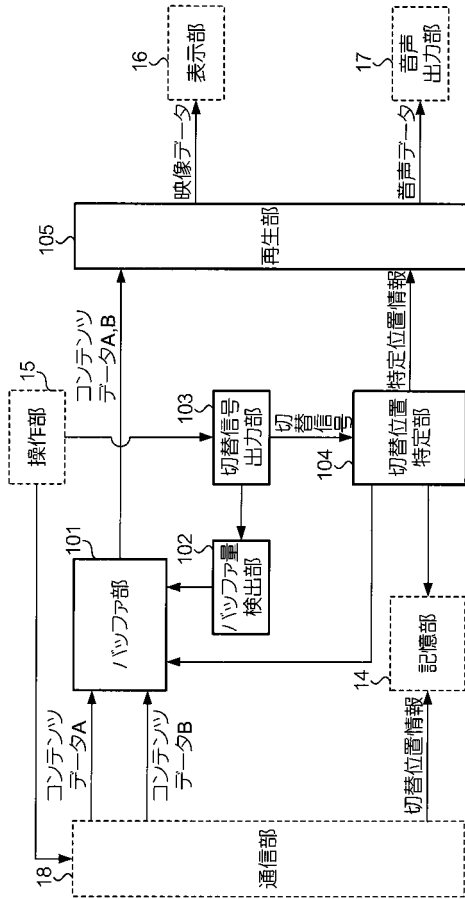 18
通信部
コンテンツ
データA
コンテンツ
データB
切替位置情報
15
操作部
101
バッファ部
102
バッファ量
検出部
103
切替信号
出力部
切替信号
104
切替位置
特定部
14
記憶部
コンテンツ
データA,B
特定位置情報
105
再生部
映像データ
音声データ
16
表示部
17
音声
出力部